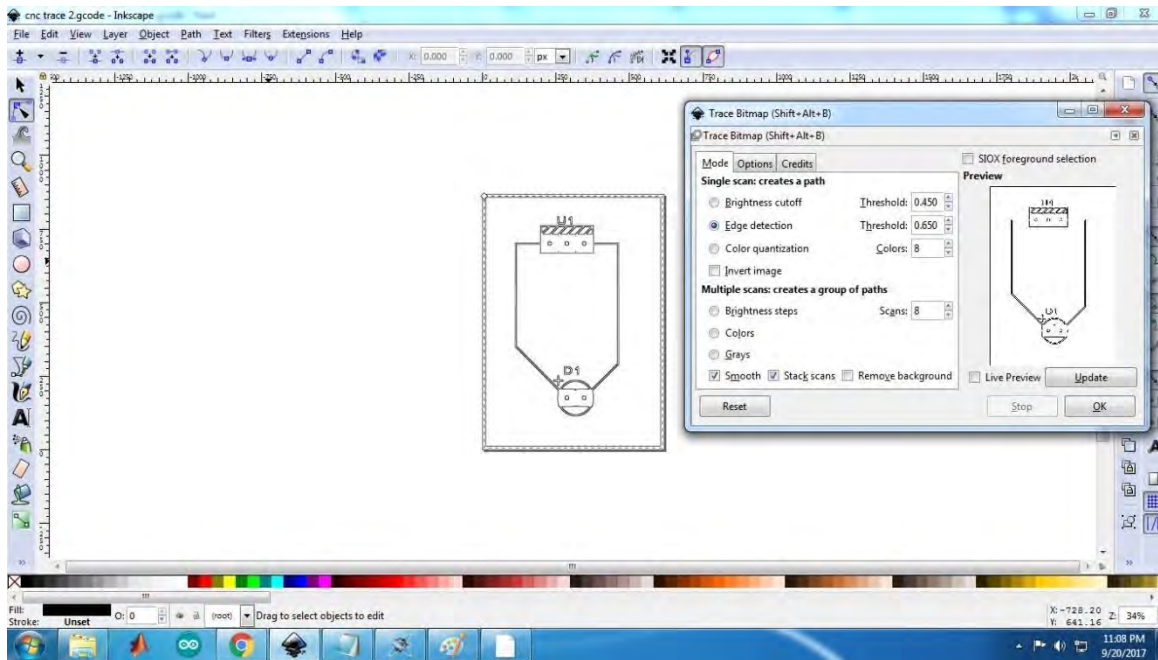 cnc trace 2.gcode - Inkscape
File Edit View Layer Object Path Text Filters Extensions Help
X: 0.000 Y: 0.000 px
Trace Bitmap (Shift+Alt+B)
Trace Bitmap (Shift+Alt+B)
Mode Options Credits
SIOX foreground selection
Single scan: creates a path
Preview
Brightness cutoff Threshold: 0.450
Edge detection Threshold: 0.650
Color quantization Colors: 8
Invert image
Multiple scans: creates a group of paths
Brightness steps Scans: 8
Colors
Grays
Smooth Stack scans Remove background
Live Preview Update
Reset Stop OK
U1
D1
Fill:
Stroke: Unset
O: 0 (root) Drag to select objects to edit
X: -728.20
Y: 641.16
Z: 34%
11:08 PM
9/20/2017